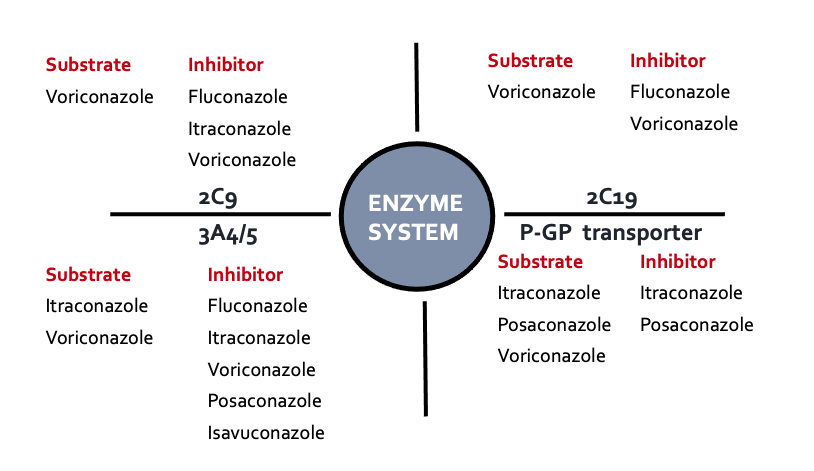 Substrate Inhibitor
Voriconazole Fluconazole
Itraconazole
Voriconazole
2C9
Substrate Inhibitor
Voriconazole Fluconazole
Voriconazole
2C19
ENZYME
SYSTEM
3A4/5
Substrate Inhibitor
Itraconazole Fluconazole
Voriconazole Itraconazole
Voriconazole
Posaconazole
Isavuconazole
P-GP transporter
Substrate Inhibitor
Itraconazole Itraconazole
Posaconazole Posaconazole
Voriconazole